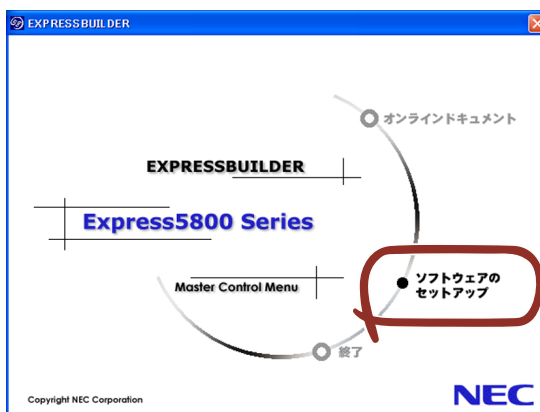 EXPRESSBUILDER
オンラインドキュメント
EXPRESSBUILDER
Express5800 Series
ソフトウェアの
セットアップ
Master Control Menu
終了
Copyright NEC Corporation
NEC